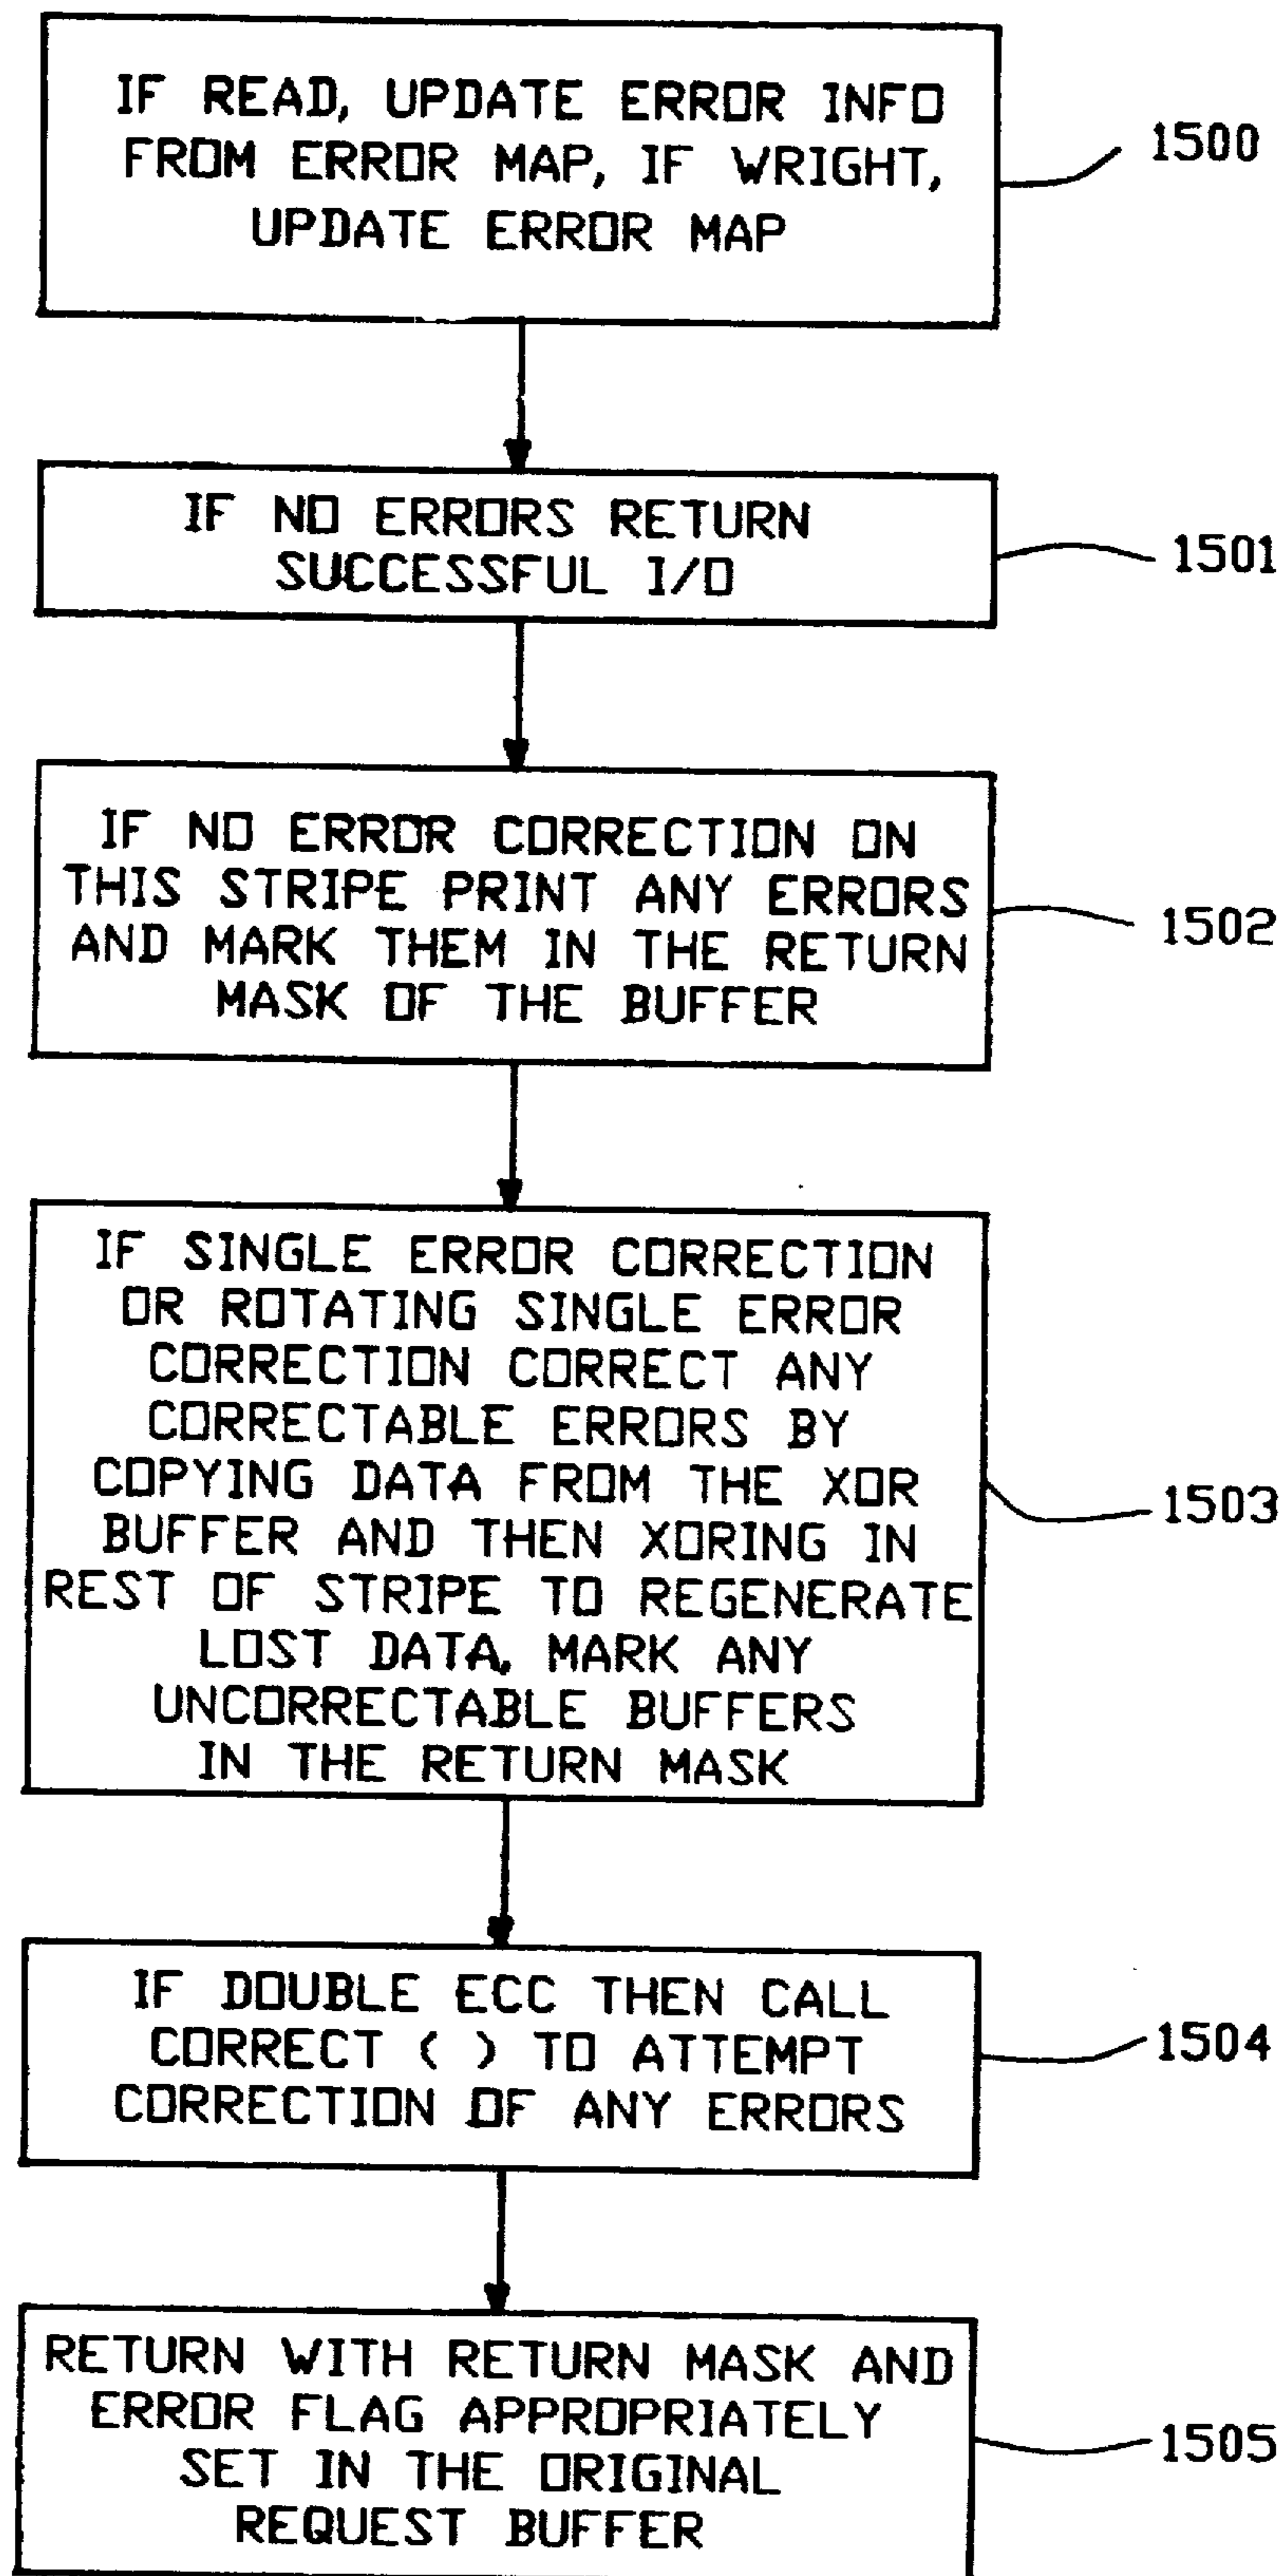 IF READ, UPDATE ERROR INFO
FROM ERROR MAP, IF WRIGHT,
UPDATE ERROR MAP
1500
IF NO ERRORS RETURN
SUCCESSFUL I/O
1501
IF NO ERROR CORRECTION ON
THIS STRIPE PRINT ANY ERRORS
AND MARK THEM IN THE RETURN
MASK OF THE BUFFER
1502
IF SINGLE ERROR CORRECTION
OR ROTATING SINGLE ERROR
CORRECTION CORRECT ANY
CORRECTABLE ERRORS BY
COPYING DATA FROM THE XOR
BUFFER AND THEN XORING IN
REST OF STRIPE TO REGENERATE
LOST DATA, MARK ANY
UNCORRECTABLE BUFFERS
IN THE RETURN MASK
1503
IF DOUBLE ECC THEN CALL
CORRECT ( ) TO ATTEMPT
CORRECTION OF ANY ERRORS
1504
RETURN WITH RETURN MASK AND
ERROR FLAG APPROPRIATELY
SET IN THE ORIGINAL
REQUEST BUFFER
1505